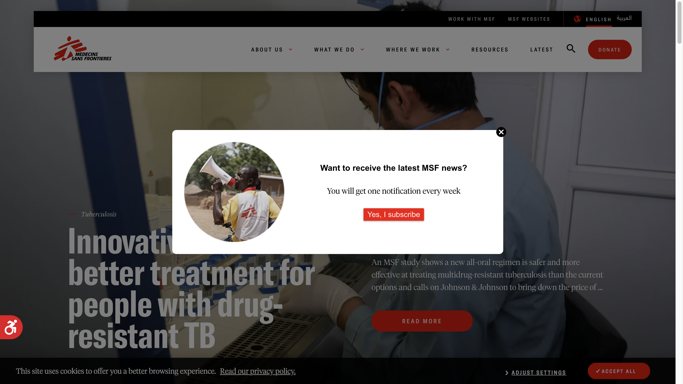 WORK WITH MSF
MSF WEBSITES
ENGLISH
العربية
MEDECINS
SANS FRONTIERES
ABOUT US
WHAT WE DO
WHERE WE WORK
RESOURCES
LATEST
DONATE
Want to receive the latest MSF news?
You will get one notification every week
Yes, I subscribe
Tuberculosis
Innovati
better treatment for
people with drug-
resistant TB
An MSF study shows a new all-oral regimen is safer and more
effective at treating multidrug-resistant tuberculosis than the current
options and calls on Johnson & Johnson to bring down the price of ...
READ MORE
This site uses cookies to offer you a better browsing experience. Read our privacy policy.
ADJUST SETTINGS
✓ACCEPT ALL